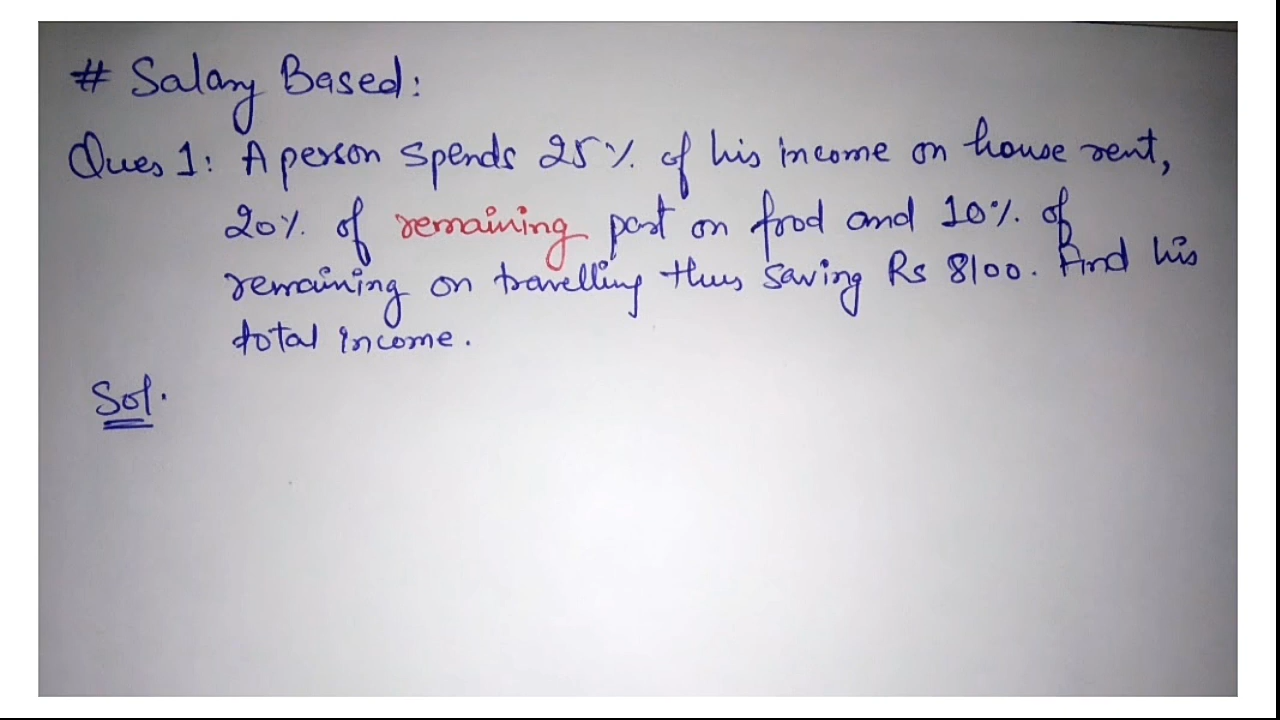 # Salary Based:
Ques 1: A person spends 25% of his income on house rent,
20% of remaining part on food and 10% of
remaining on travelling thus saving Rs 8100. Find his
total income.
Sol.